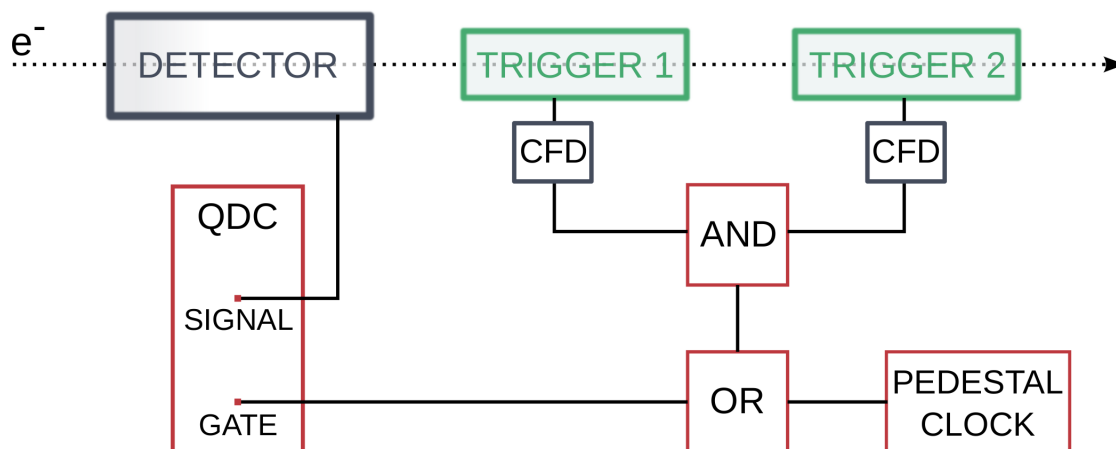 e-
DETECTOR
TRIGGER 1
TRIGGER 2
CFD
CFD
QDC
AND
SIGNAL
OR
PEDESTAL
CLOCK
GATE